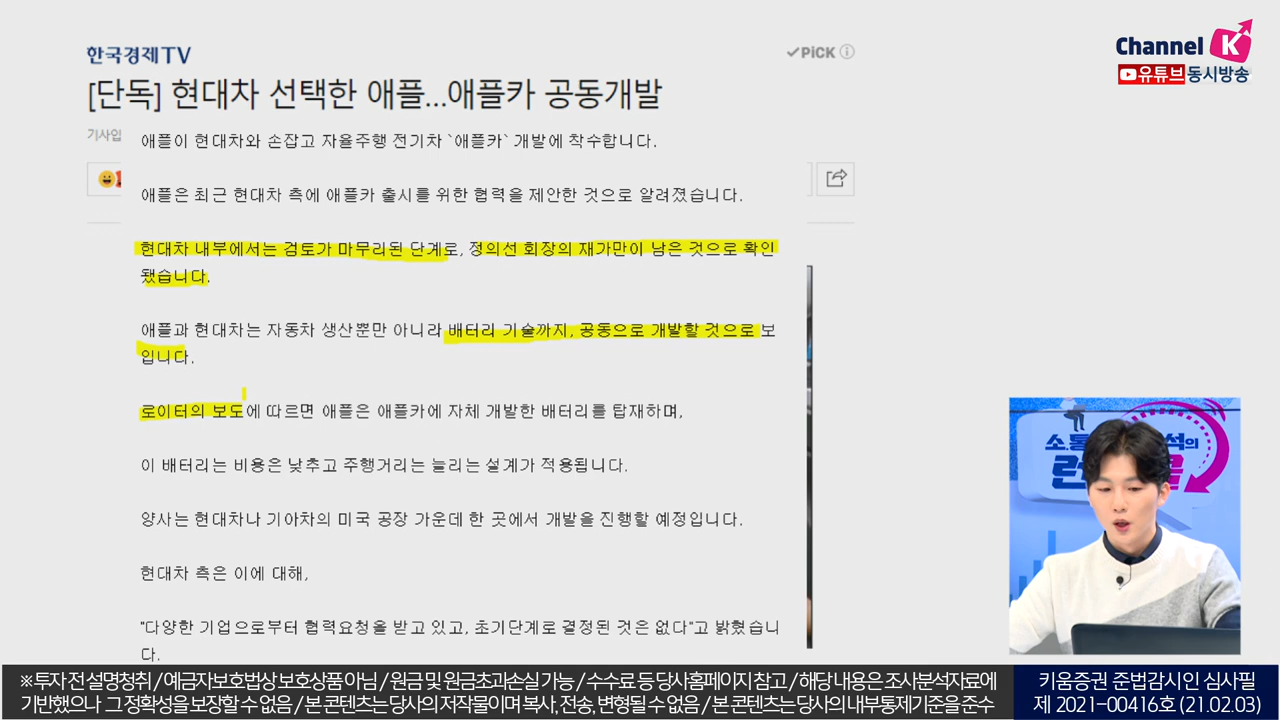 한국경제TV
PiCK
Channel K
유튜브동시방송
[단독] 현대차 선택한 애플...애플카 공동개발
기사입
애플이 현대차와 손잡고 자율주행 전기차 `애플카` 개발에 착수합니다.
애플은 최근 현대차 측에 애플카 출시를 위한 협력을 제안한 것으로 알려졌습니다.
현대차 내부에서는 검토가 마무리된 단계로, 정의선 회장의 재가만이 남은 것으로 확인
됐습니다.
애플과 현대차는 자동차 생산뿐만 아니라 배터리 기술까지, 공동으로 개발할 것으로 보
입니다.
로이터의 보도에 따르면 애플은 애플카에 자체 개발한 배터리를 탑재하며,
이 배터리는 비용은 낮추고 주행거리는 늘리는 설계가 적용됩니다.
양사는 현대차나 기아차의 미국 공장 가운데 한 곳에서 개발을 진행할 예정입니다.
현대차 측은 이에 대해,
"다양한 기업으로부터 협력요청을 받고 있고, 초기단계로 결정된 것은 없다"고 밝혔습니
다.
※ 투자 전 설명청취 / 예금자보호법상 보호상품 아님 / 원금 및 원금초과손실 가능 / 수수료 등 당사홈페이지 참고 / 해당 내용은 조사분석자료에
기반했으나 그 정확성을 보장할 수 없음 / 본 콘텐츠는 당사의 저작물이며 복사, 전송, 변형될 수 없음 / 본 콘텐츠는 당사의 내부통제기준을 준수
키움증권 준법감시인 심사필
제 2021-00416호 (21.02.03)